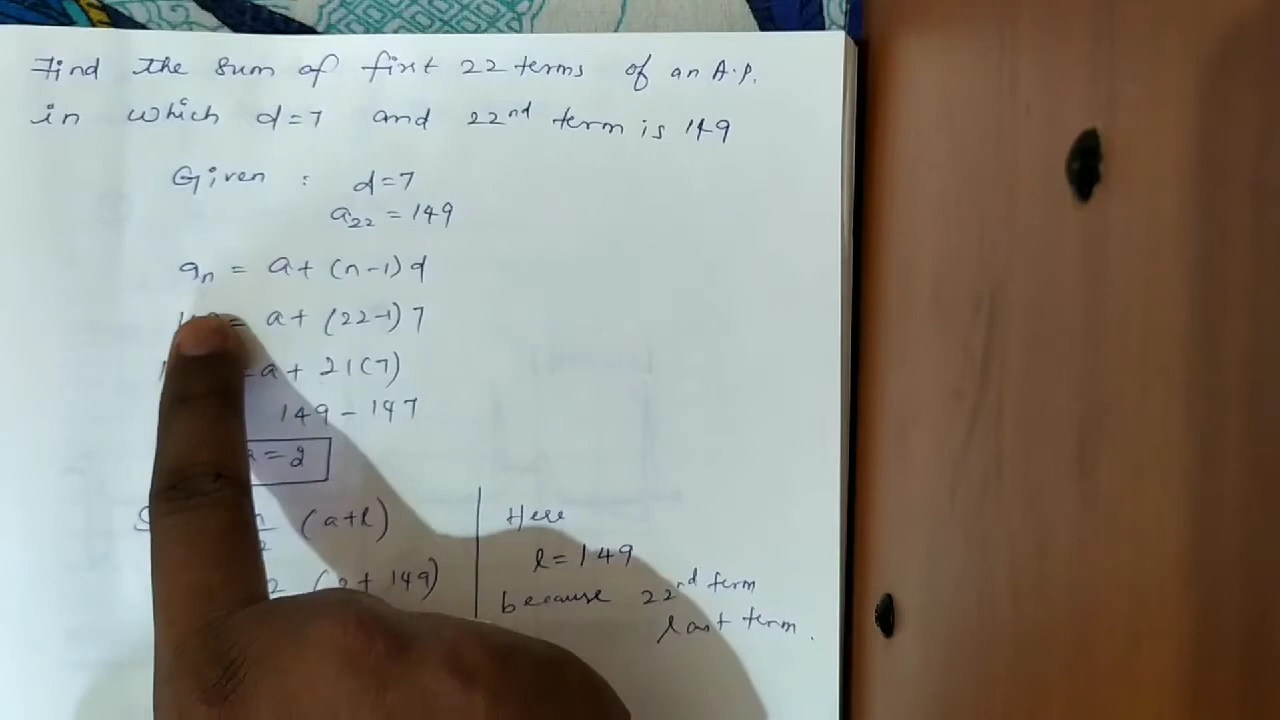 Find the sum of first 22 terms of an A.P.
in which d=7 and 22nd term is 149
Given : d=7
a22 = 149
an = a+ (n-1) d
= a+ (22-1) 7
a+ 21(7)
149 - 147
= 2
(a+l)
(2+ 149)
Here
l=149
because 22nd term
last term.